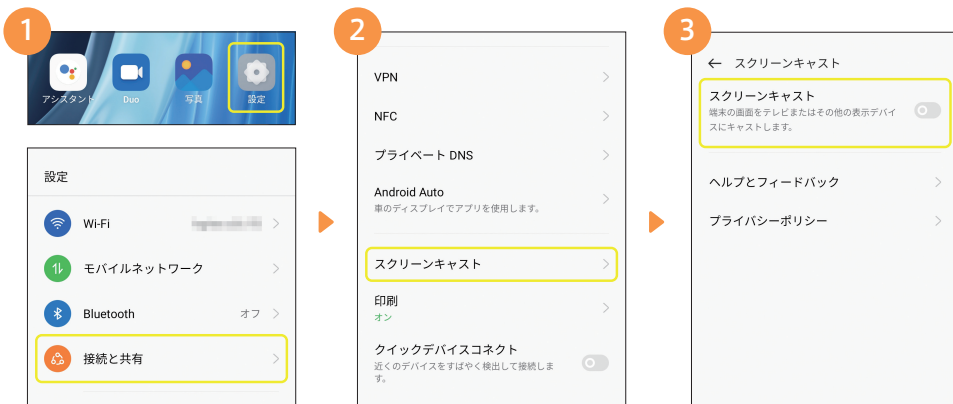 1
アシスタント
Duo
写真
設定
設定
Wi-Fi
モバイルネットワーク
Bluetooth
オフ
接続と共有
2
VPN
NFC
プライベート DNS
Android Auto
車のディスプレイでアプリを使用します。
スクリーンキャスト
印刷
オン
クイックデバイスコネクト
近くのデバイスをすばやく検出して接続しま
す。
3
← スクリーンキャスト
スクリーンキャスト
端末の画面をテレビまたはその他の表示デバイ
スにキャストします。
ヘルプとフィードバック
プライバシーポリシー